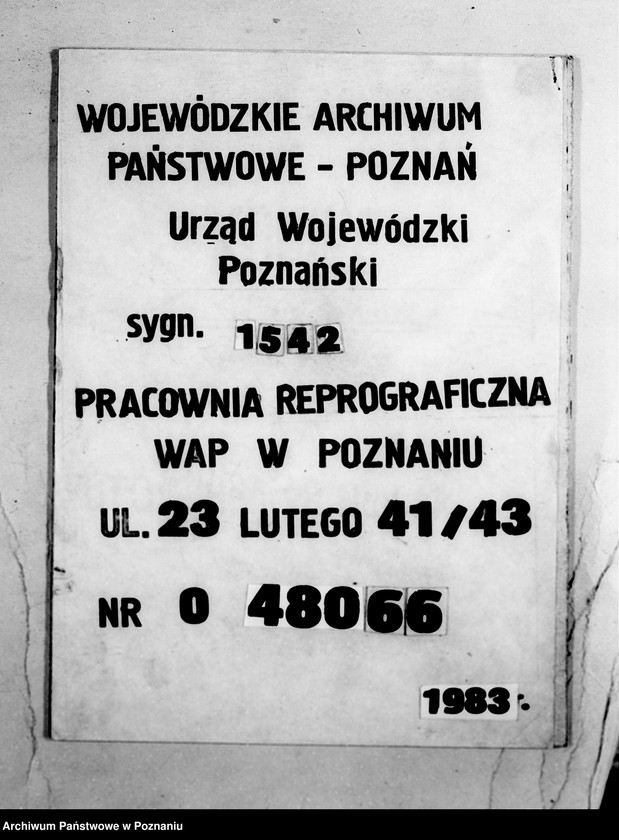 WOJEWÓDZKIE ARCHIWUM
PAŃSTWOWE - POZNAŃ
Urząd Wojewódzki
Poznański
sygn. 1542
PRACOWNIA REPROGRAFICZNA
WAP W POZNANIU
UL. 23 LUTEGO 41/43
NR 0 48066
1983 r.
Archiwum Państwowe w Poznaniu